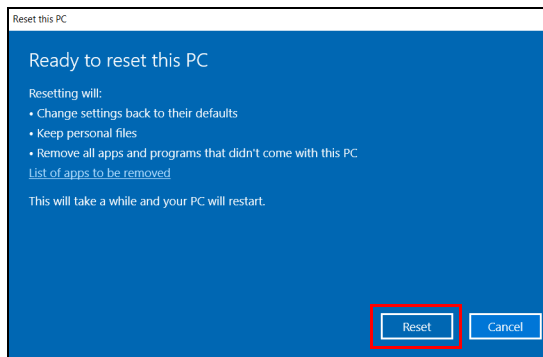 Reset this PC
Ready to reset this PC
Resetting will:
• Change settings back to their defaults
• Keep personal files
• Remove all apps and programs that didn't come with this PC
List of apps to be removed
This will take a while and your PC will restart.
Reset Cancel